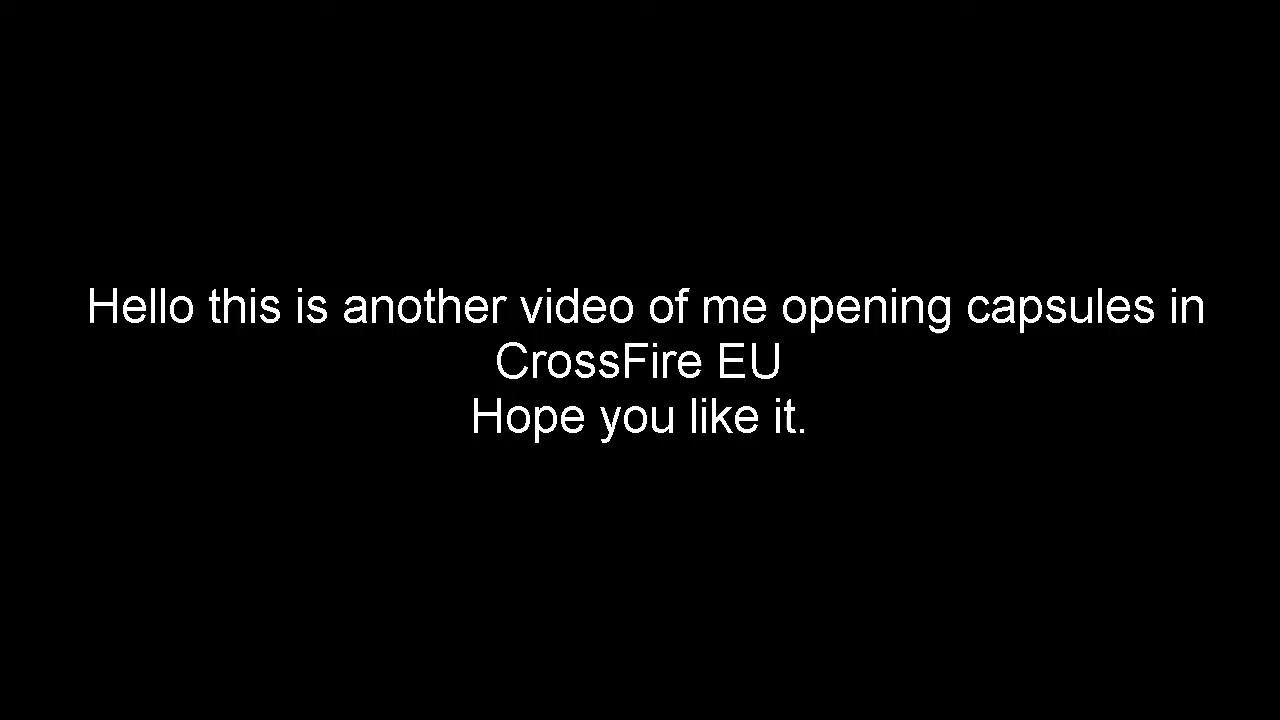 Hello this is another video of me opening capsules in
CrossFire EU
Hope you like it.